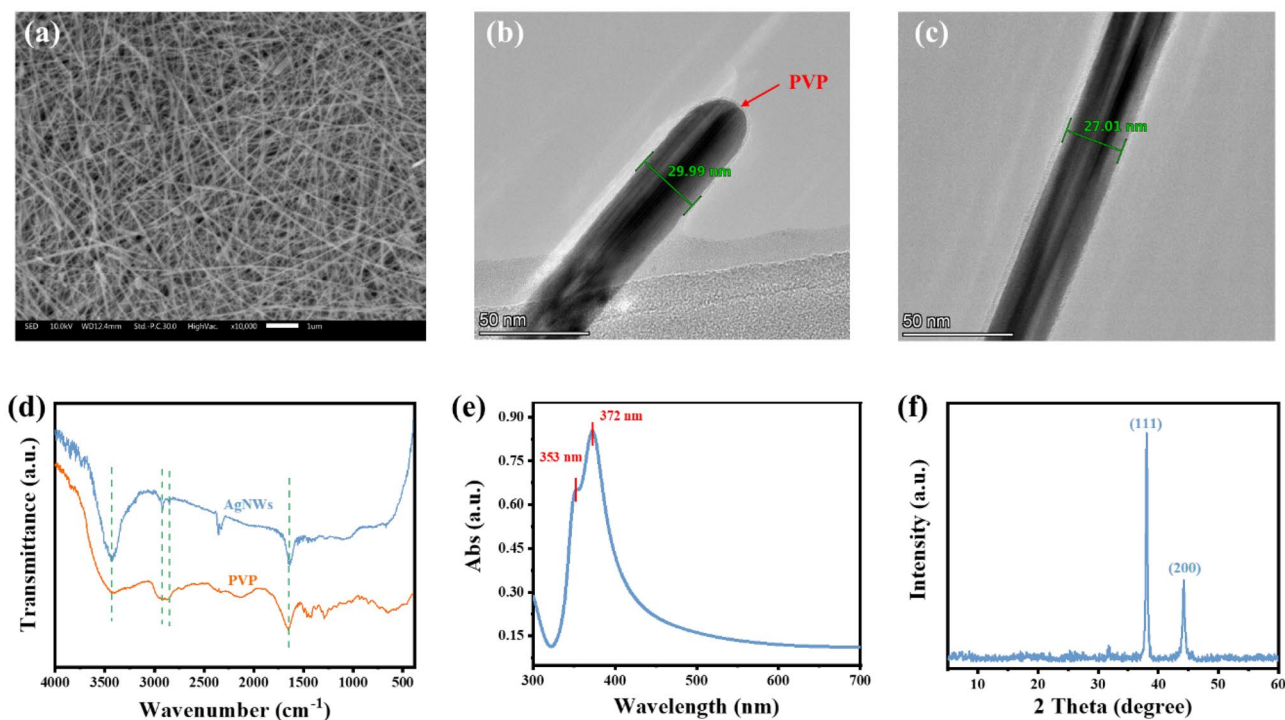 (a)
SED 10.0kV WD12.4mm Std.-P.C.30.0 HighVac. x10,000 1um
(b)
PVP
29.99 nm
50 nm
(c)
27.01 nm
50 nm
(d)
Transmittance (a.u.)
AgNWs
PVP
4000 3500 3000 2500 2000 1500 1000 500
Wavenumber (cm⁻¹)
(e)
Abs (a.u.)
0.90
0.75
0.60
0.45
0.30
0.15
372 nm
353 nm
300 400 500 600 700
Wavelength (nm)
(f)
Intensity (a.u.)
(111)
(200)
10 20 30 40 50 60
2 Theta (degree)